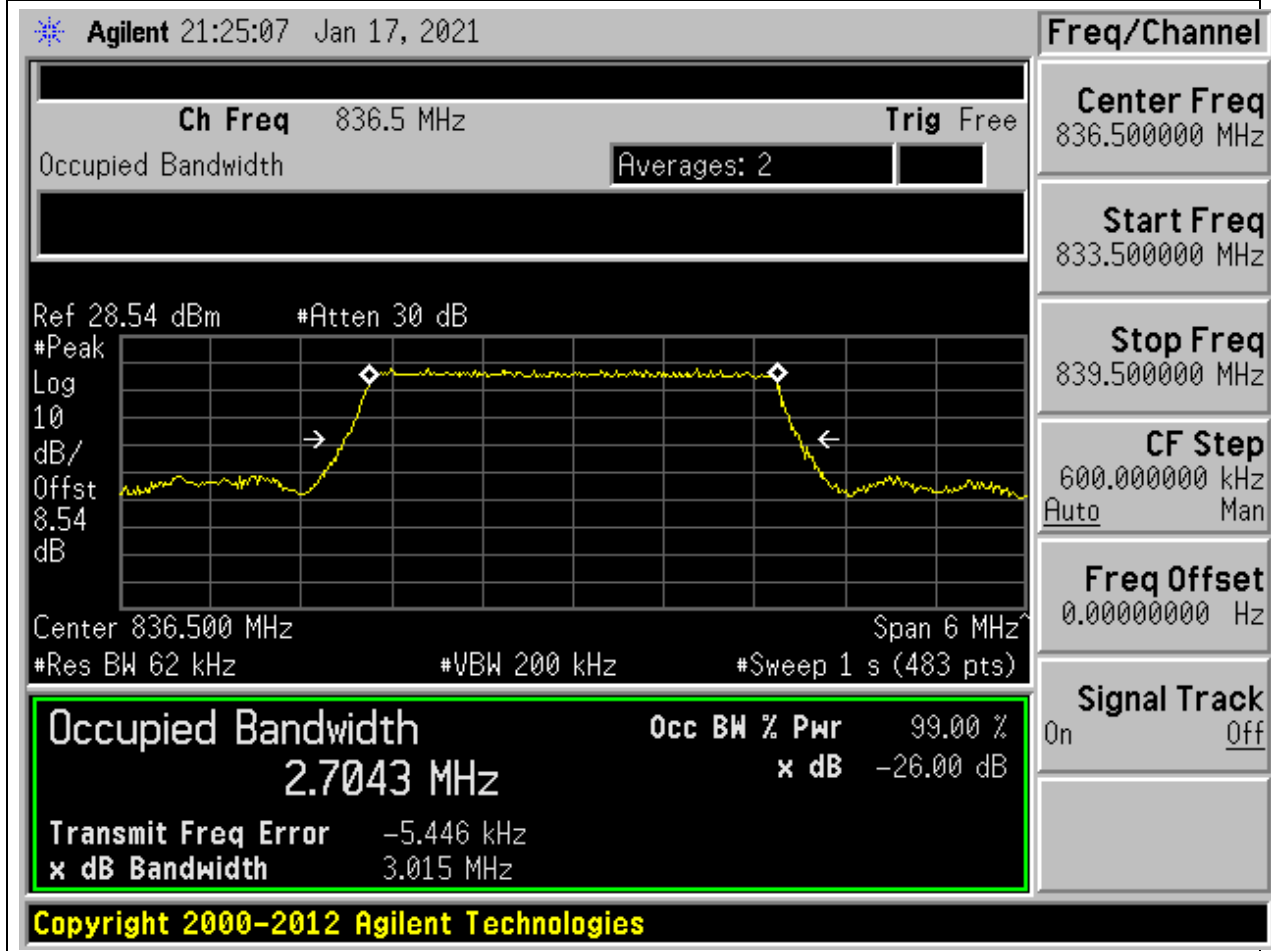 Agilent 21:25:07 Jan 17, 2021
Freq/Channel
Ch Freq 836.5 MHz Trig Free
Occupied Bandwidth Averages: 2
Ref 28.54 dBm #Atten 30 dB
#Peak
Log
10
dB/
Offst
8.54
dB
Center 836.500 MHz Span 6 MHz^
#Res BW 62 kHz #VBW 200 kHz #Sweep 1 s (483 pts)
Occupied Bandwidth Occ BW % Pwr 99.00 %
2.7043 MHz x dB -26.00 dB
Transmit Freq Error -5.446 kHz
x dB Bandwidth 3.015 MHz
Copyright 2000-2012 Agilent Technologies
Center Freq
836.500000 MHz
Start Freq
833.500000 MHz
Stop Freq
839.500000 MHz
CF Step
600.000000 kHz
Auto Man
Freq Offset
0.00000000 Hz
Signal Track
On Off